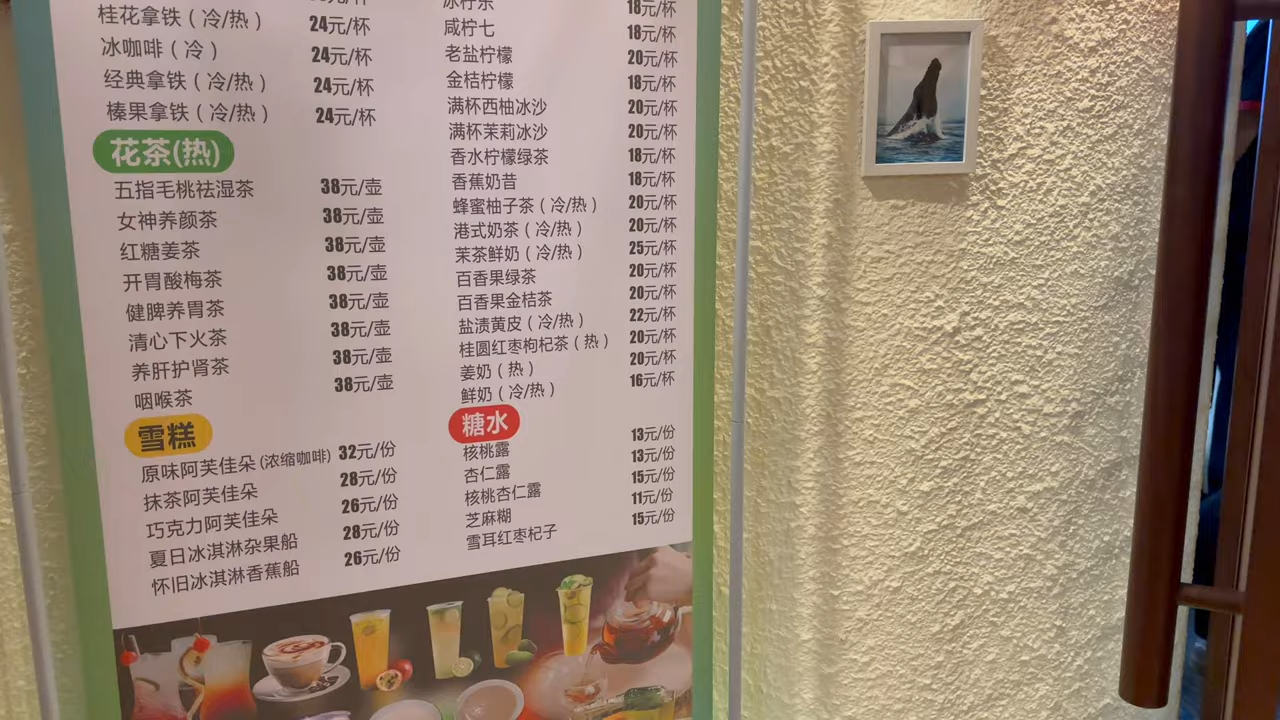 桂花拿铁（冷/热） 24元/杯
冰咖啡（冷） 24元/杯
经典拿铁（冷/热） 24元/杯
榛果拿铁（冷/热） 24元/杯
花茶(热)
五指毛桃祛湿茶 38元/壶
女神养颜茶 38元/壶
红糖姜茶 38元/壶
开胃酸梅茶 38元/壶
健脾养胃茶 38元/壶
清心下火茶 38元/壶
养肝护肾茶 38元/壶
咽喉茶 38元/壶
雪糕
原味阿芙佳朵(浓缩咖啡) 32元/份
抹茶阿芙佳朵 28元/份
巧克力阿芙佳朵 26元/份
夏日冰淇淋杂果船 28元/份
怀旧冰淇淋香蕉船 26元/份
18元/杯
咸柠七 18元/杯
老盐柠檬 20元/杯
金桔柠檬 18元/杯
满杯西柚冰沙 20元/杯
满杯茉莉冰沙 20元/杯
香水柠檬绿茶 18元/杯
香蕉奶昔 18元/杯
蜂蜜柚子茶（冷/热） 20元/杯
港式奶茶（冷/热） 20元/杯
茉茶鲜奶（冷/热） 25元/杯
百香果绿茶 20元/杯
百香果金桔茶 20元/杯
盐渍黄皮（冷/热） 22元/杯
桂圆红枣枸杞茶（热） 20元/杯
姜奶（热） 20元/杯
鲜奶（冷/热） 16元/杯
糖水
核桃露 13元/份
杏仁露 13元/份
核桃杏仁露 15元/份
芝麻糊 11元/份
雪耳红枣杞子 15元/份